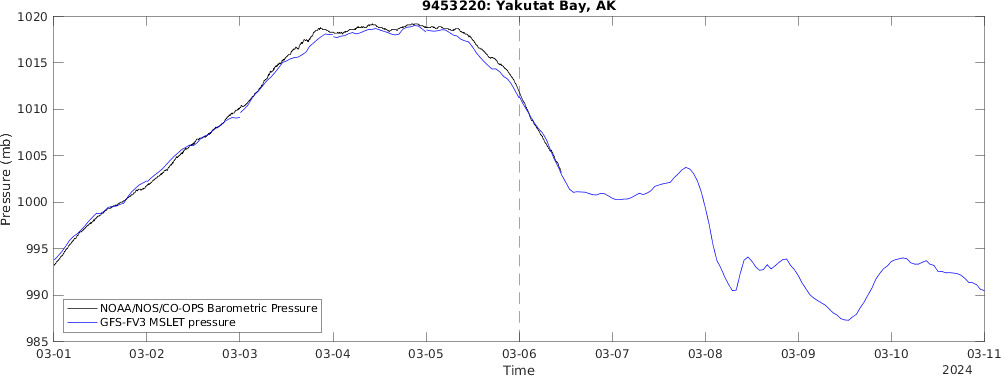 9453220: Yakutat Bay, AK
1020
1015
1010
1005
1000
995
990
985
Pressure (mb)
NOAA/NOS/CO-OPS Barometric Pressure
GFS-FV3 MSLET pressure
03-01 03-02 03-03 03-04 03-05 03-06 03-07 03-08 03-09 03-10 03-11
Time
2024